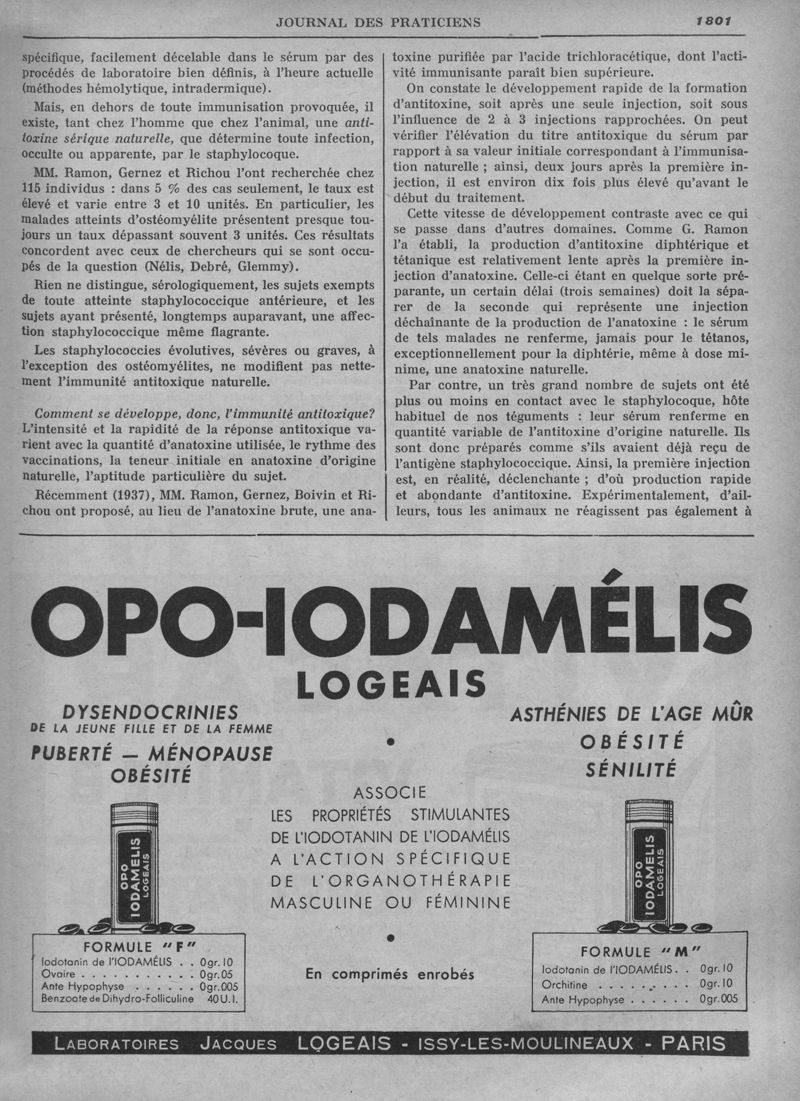 JOURNAL DES PRATICIENS 1801
spécifique, facilement décelable dans le sérum par des
procédés de laboratoire bien définis, à l'heure actuelle
(méthodes hémolytique, intradermique).
Mais, en dehors de toute immunisation provoquée, il
existe, tant chez l'homme que chez l'animal, une anti-
toxine sérique naturelle, que détermine toute infection,
occulte ou apparente, par le staphylocoque.
MM. Ramon, Gernez et Richou l'ont recherchée chez
115 individus : dans 5 % des cas seulement, le taux est
élevé et varie entre 3 et 10 unités. En particulier, les
malades atteints d'ostéomyélite présentent presque tou-
jours un taux dépassant souvent 3 unités. Ces résultats
concordent avec ceux de chercheurs qui se sont occu-
pés de la question (Nélis, Debré, Glemmy).
Rien ne distingue, sérologiquement, les sujets exempts
de toute atteinte staphylococcique antérieure, et les
sujets ayant présenté, longtemps auparavant, une affec-
tion staphylococcique même flagrante.
Les staphylococcies évolutives, sévères ou graves, à
l'exception des ostéomyélites, ne modifient pas nette-
ment l'immunité antitoxique naturelle.
Comment se développe, donc, l'immunité antitoxique?
L'intensité et la rapidité de la réponse antitoxique va-
rient avec la quantité d'anatoxine utilisée, le rythme des
vaccinations, la teneur initiale en anatoxine d'origine
naturelle, l'aptitude particulière du sujet.
Récemment (1937), MM. Ramon, Gernez, Boivin et Ri-
chou ont proposé, au lieu de l'anatoxine brute, une ana-
toxine purifiée par l'acide trichloracétique, dont l'acti-
vité immunisante paraît bien supérieure.
On constate le développement rapide de la formation
d'antitoxine, soit après une seule injection, soit sous
l'influence de 2 à 3 injections rapprochées. On peut
vérifier l'élévation du titre antitoxique du sérum par
rapport à sa valeur initiale correspondant à l'immunisa-
tion naturelle ; ainsi, deux jours après la première in-
jection, il est environ dix fois plus élevé qu'avant le
début du traitement.
Cette vitesse de développement contraste avec ce qui
se passe dans d'autres domaines. Comme G. Ramon
l'a établi, la production d'antitoxine diphtérique et
tétanique est relativement lente après la première in-
jection d'anatoxine. Celle-ci étant en quelque sorte pré-
parante, un certain délai (trois semaines) doit la sépa-
rer de la seconde qui représente une injection
déchaînante de la production de l'anatoxine : le sérum
de tels malades ne renferme, jamais pour le tétanos,
exceptionnellement pour la diphtérie, même à dose mi-
nime, une anatoxine naturelle.
Par contre, un très grand nombre de sujets ont été
plus ou moins en contact avec le staphylocoque, hôte
habituel de nos téguments : leur sérum renferme en
quantité variable de l'antitoxine d'origine naturelle. Ils
sont donc préparés comme s'ils avaient déjà reçu de
l'antigène staphylococcique. Ainsi, la première injection
est, en réalité, déclenchante ; d'où production rapide
et abondante d'antitoxine. Expérimentalement, d'ail-
leurs, tous les animaux ne réagissent pas également à
OPO-IODAMÉLIS
LOGEAIS
DYSENDOCRINIES
DE LA JEUNE FILLE ET DE LA FEMME
PUBERTÉ — MÉNOPAUSE
OBÉSITÉ
ASTHÉNIES DE L'AGE MÛR
OBÉSITÉ
SÉNILITÉ
ASSOCIE
LES PROPRIÉTÉS STIMULANTES
DE L'IODOTANIN DE L'IODAMÉLIS
A L'ACTION SPÉCIFIQUE
DE L'ORGANOTHÉRAPIE
MASCULINE OU FÉMININE
En comprimés enrobés
OPO
IODAMELIS
LOGEAIS
FORMULE "F"
Iodotanin de l'IODAMÉLIS . . 0gr.10
Ovaire . . . . . . . . . . . 0gr.05
Ante Hypophyse . . . . . . 0gr.005
Benzoate de Dihydro-Folliculine 40U.I.
OPO
IODAMELIS
LOGEAIS
FORMULE "M"
Iodotanin de l'IODAMÉLIS . . 0gr.10
Orchitine . . . . . . . . . 0gr.10
Ante Hypophyse . . . . . . 0gr.005
LABORATOIRES JACQUES LOGEAIS - ISSY-LES-MOULINEAUX - PARIS